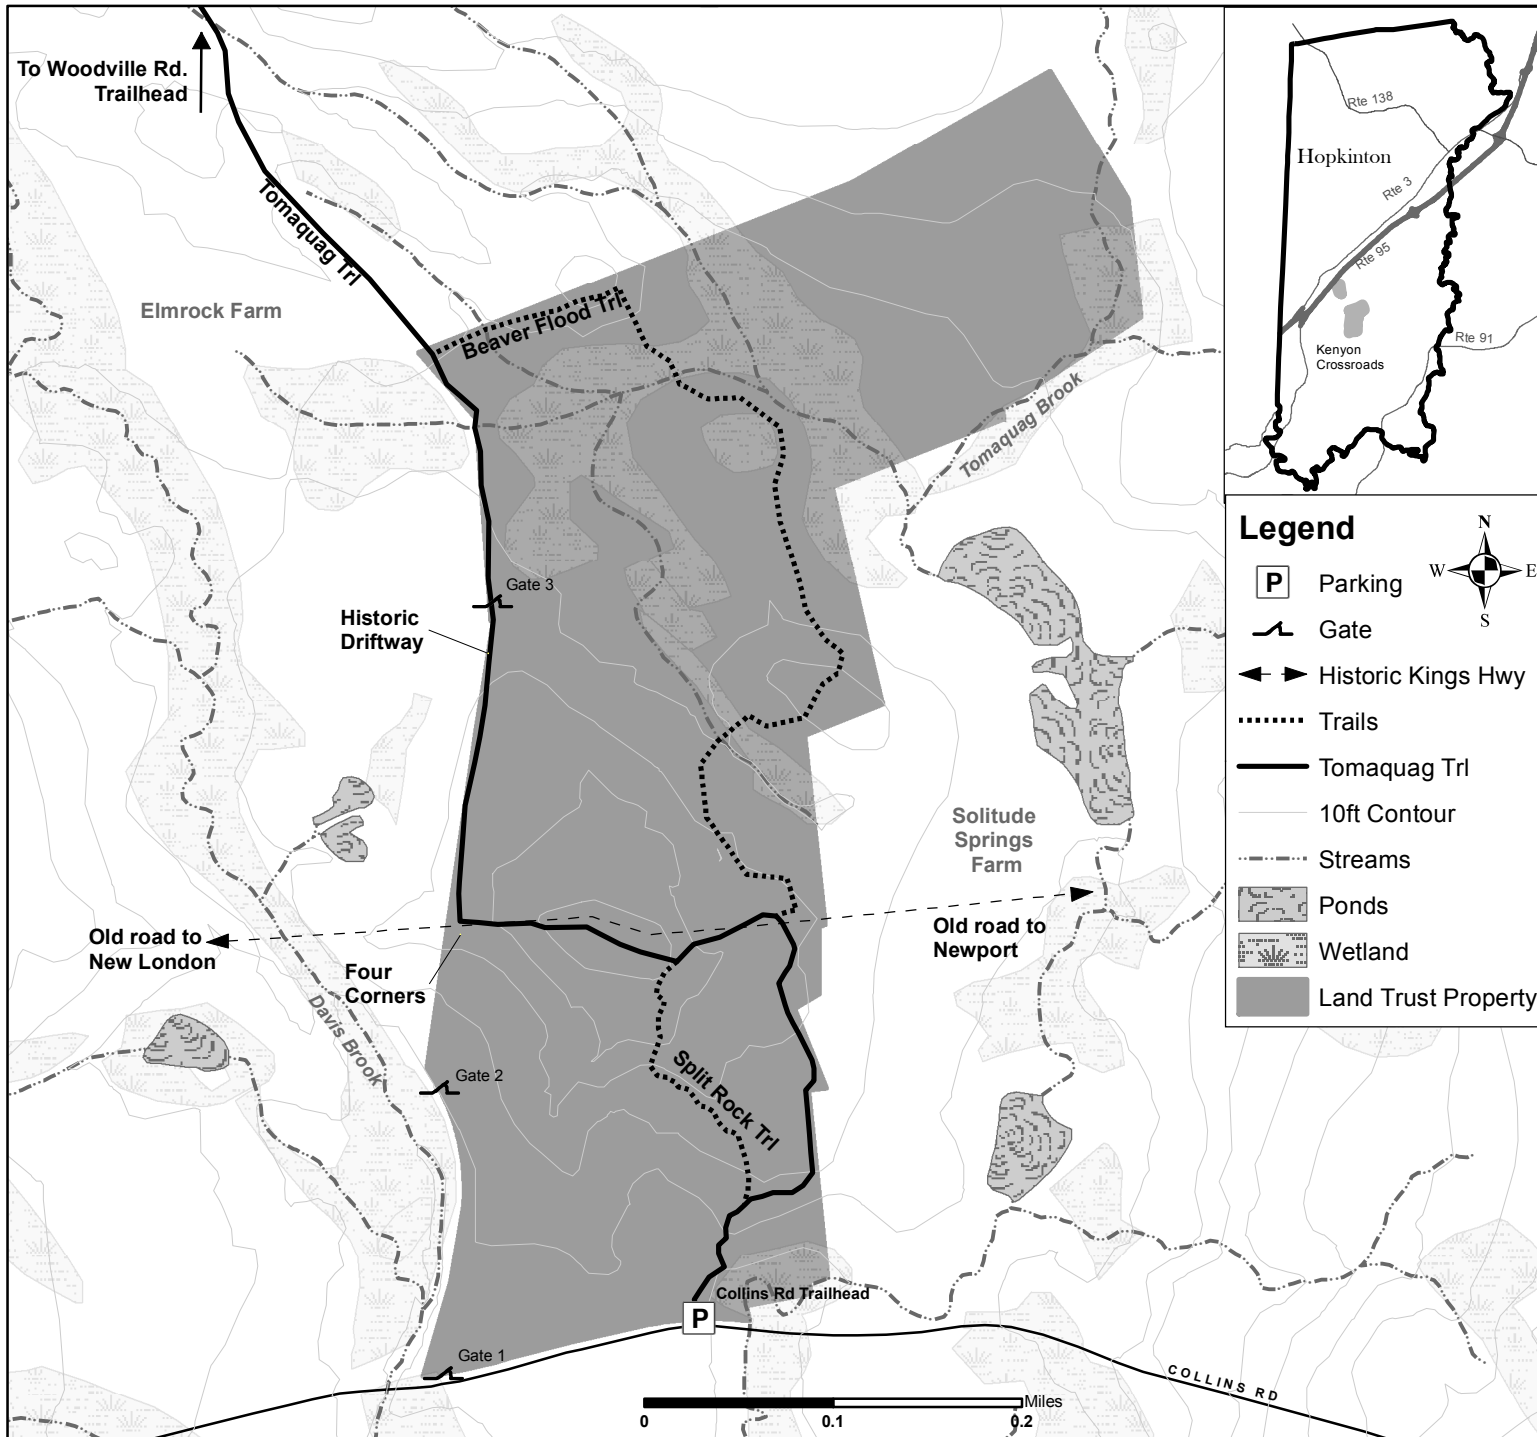 To Woodville Rd.
Trailhead
Tomaquag Trl
Elmrock Farm
Beaver Flood Trl
Tomaquag Brook
Gate 3
Historic
Driftway
Solitude
Springs
Farm
Old road to
New London
Old road to
Newport
Four
Corners
Davis Brook
Gate 2
Split Rock Trl
Collins Rd Trailhead
P
Gate 1
COLLINS RD
Miles
0
0.1
0.2
Rte 138
Hopkinton
Rte 3
Rte 95
Rte 91
Kenyon
Crossroads
Legend
N
W
E
S
P
Parking
Gate
Historic Kings Hwy
Trails
Tomaquag Trl
10ft Contour
Streams
Ponds
Wetland
Land Trust Property